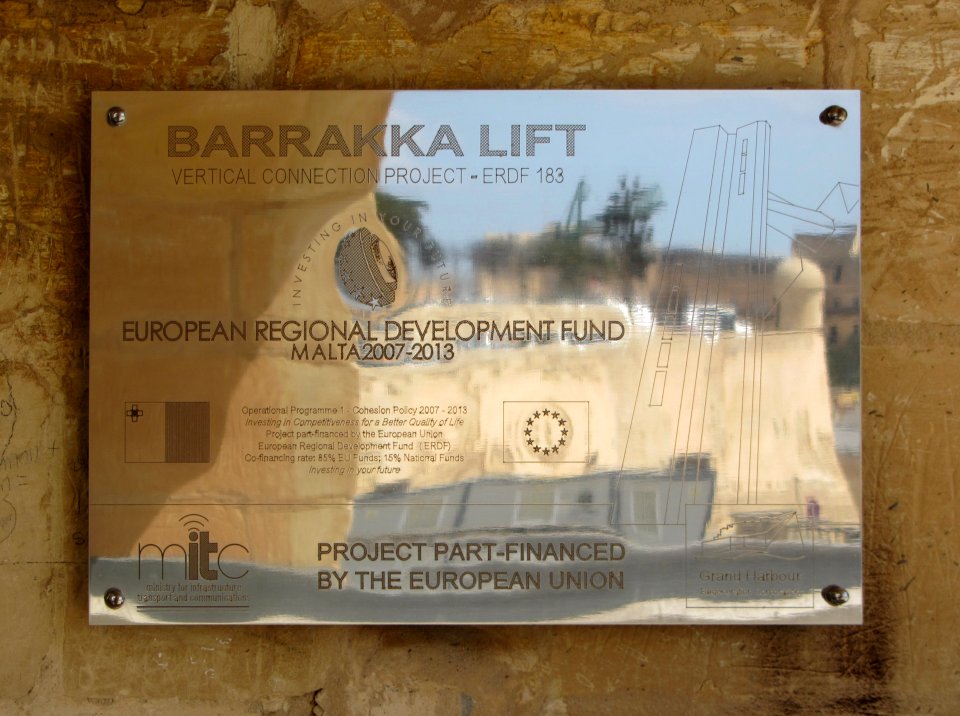 BARRAKKA LIFT
VERTICAL CONNECTION PROJECT - ERDF 183
INVESTING IN YOUR FUTURE
EUROPEAN REGIONAL DEVELOPMENT FUND
MALTA 2007-2013
Operational Programme 1 - Cohesion Policy 2007 - 2013
Investing in Competitiveness for a Better Quality of Life
Project part-financed by the European Union
European Regional Development Fund (ERDF)
Co-financing rate: 85% EU Funds; 15% National Funds
Investing in your future
mitc
ministry for infrastructure
transport and communications
PROJECT PART-FINANCED
BY THE EUROPEAN UNION
Grand Harbour